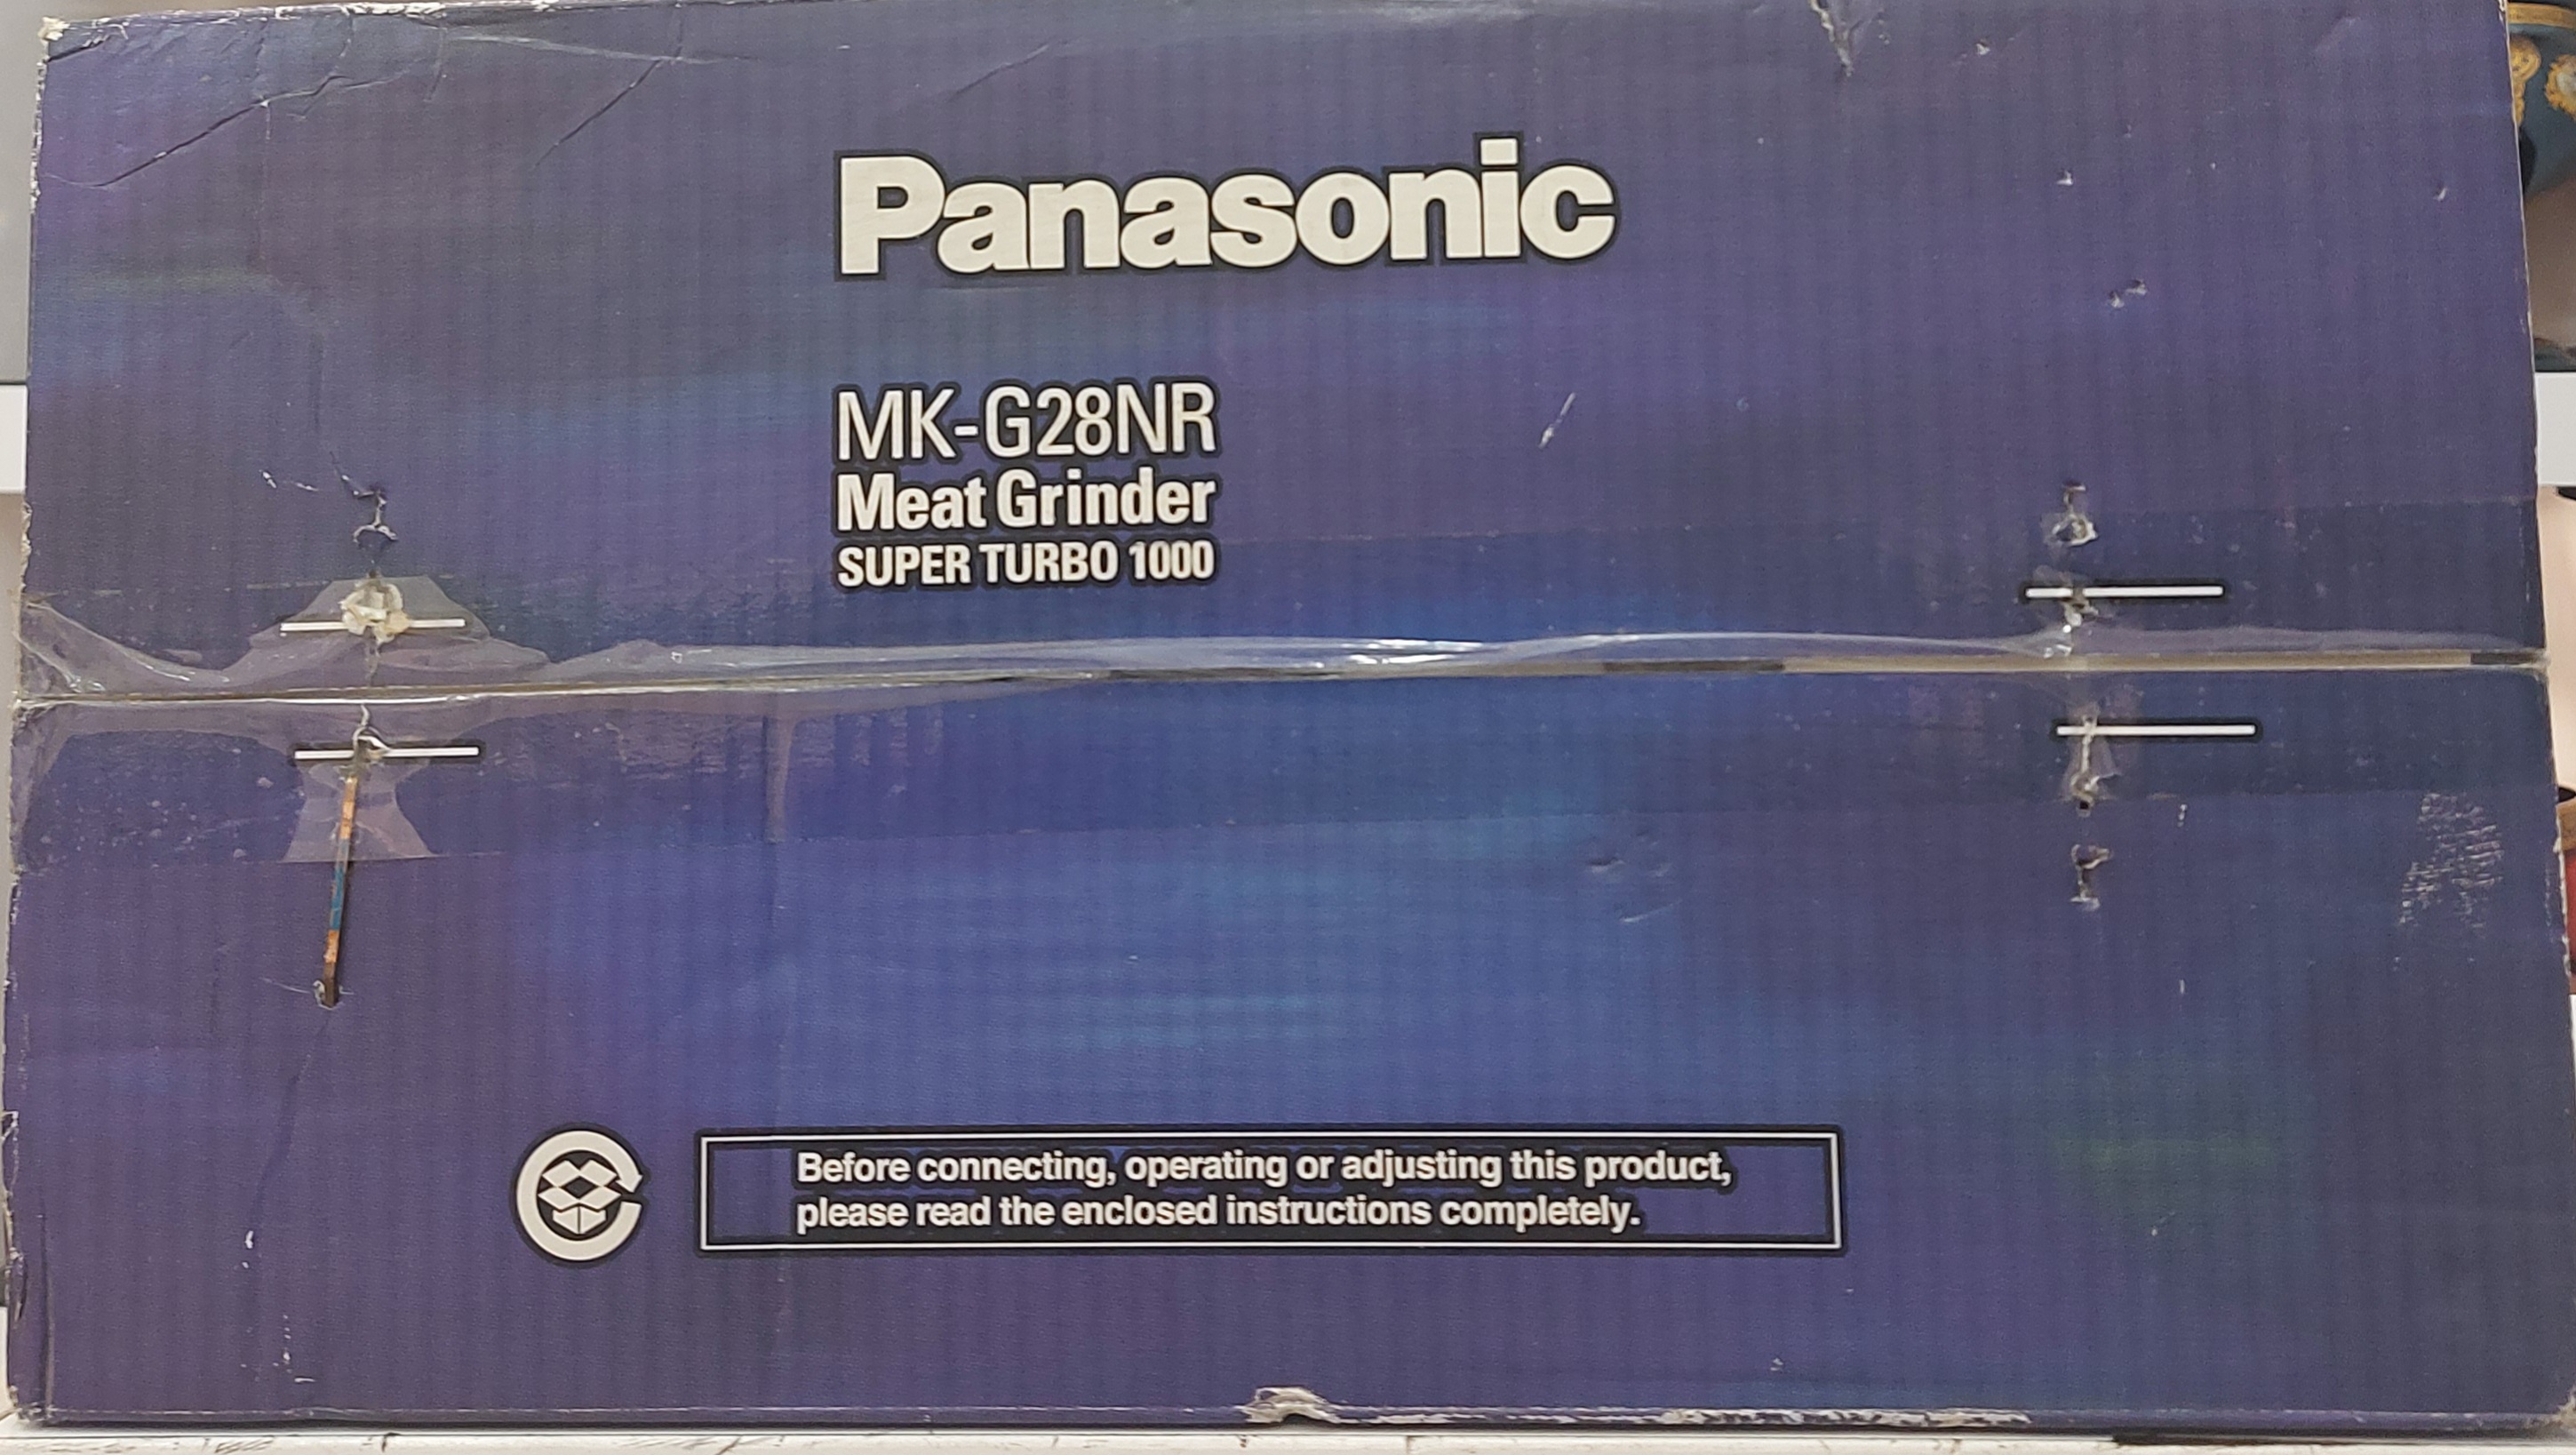 Panasonic
MK-G28NR
Meat Grinder
SUPER TURBO 1000
Before connecting, operating or adjusting this product,
please read the enclosed instructions completely.